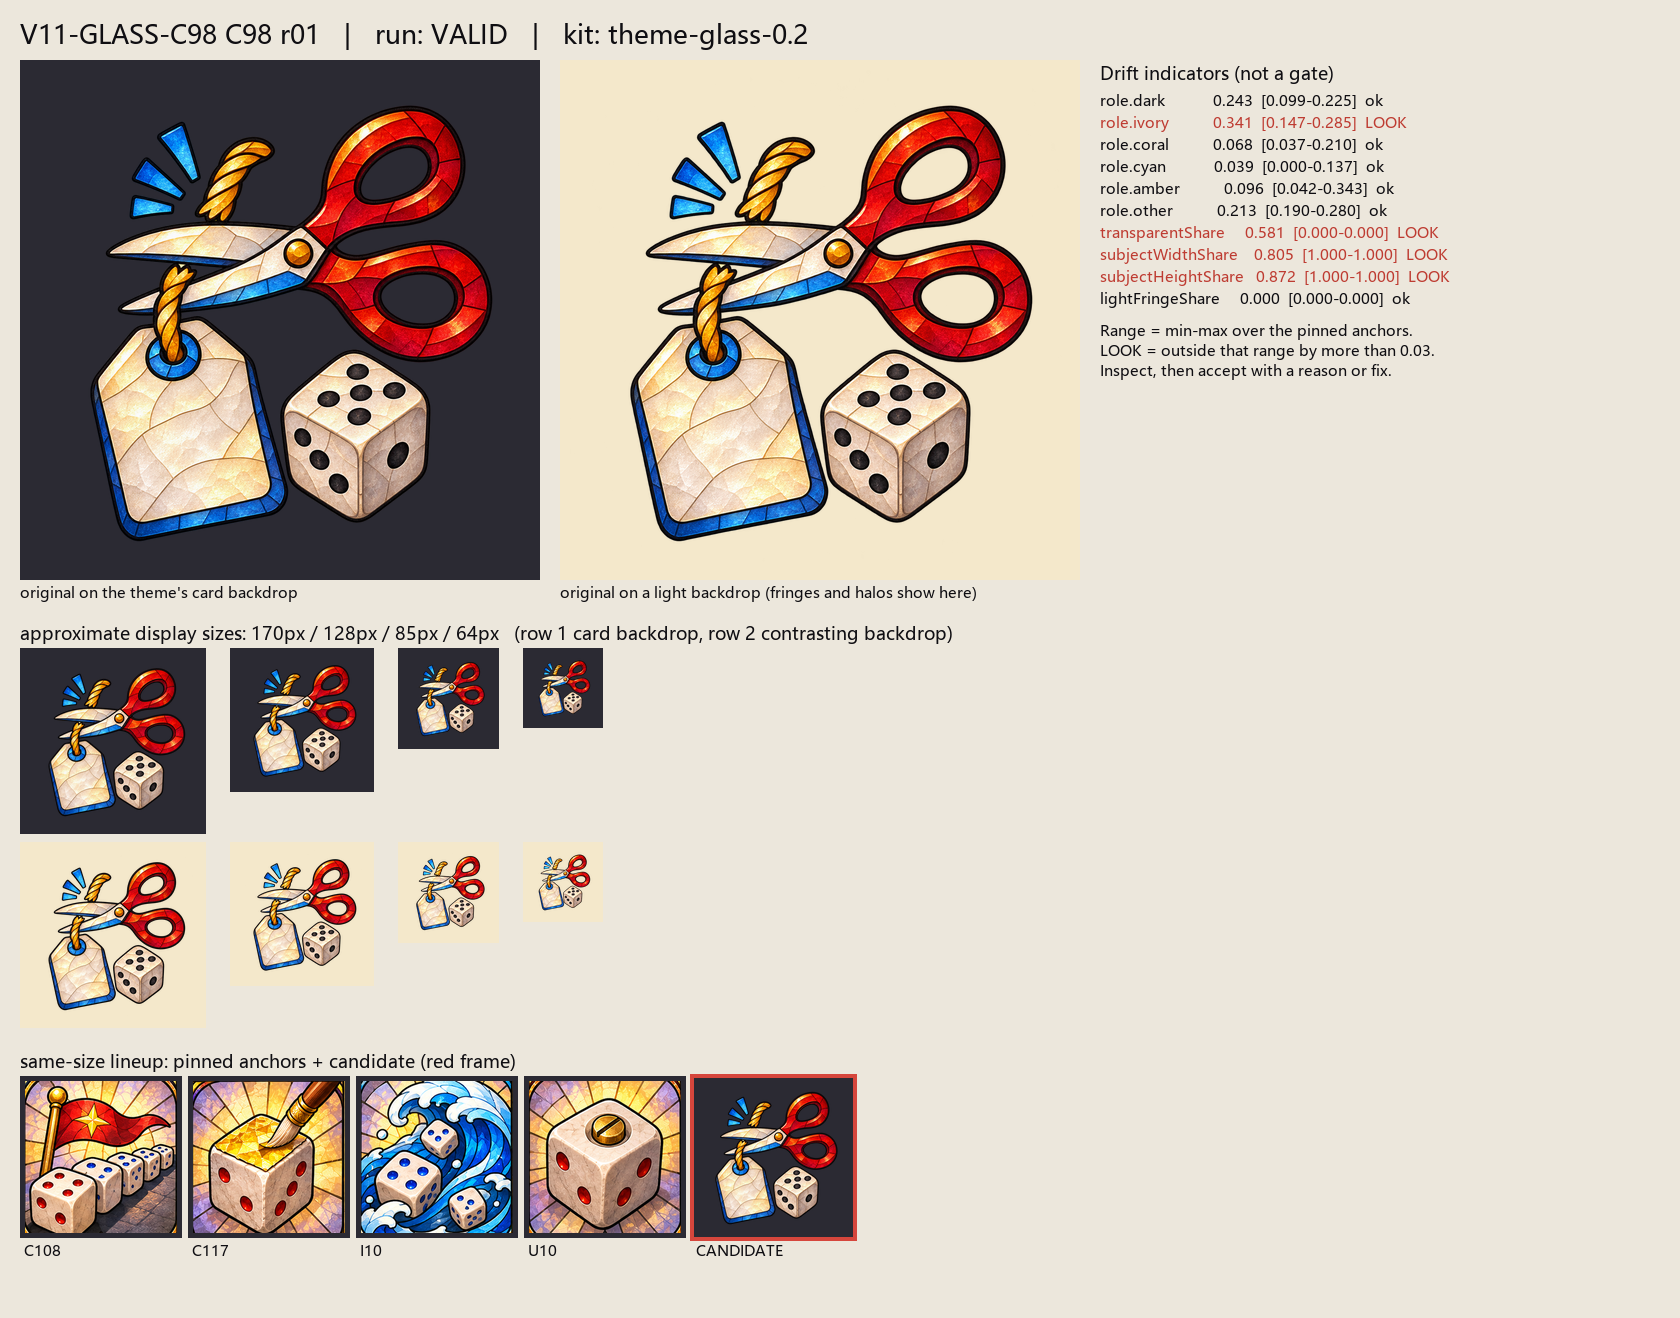 V11-GLASS-C98 C98 r01   |   run: VALID   |   kit: theme-glass-0.2
Drift indicators (not a gate)
role.dark 0.243 [0.099-0.225] ok
role.ivory 0.341 [0.147-0.285] LOOK
role.coral 0.068 [0.037-0.210] ok
role.cyan 0.039 [0.000-0.137] ok
role.amber 0.096 [0.042-0.343] ok
role.other 0.213 [0.190-0.280] ok
transparentShare 0.581 [0.000-0.000] LOOK
subjectWidthShare 0.805 [1.000-1.000] LOOK
subjectHeightShare 0.872 [1.000-1.000] LOOK
lightFringeShare 0.000 [0.000-0.000] ok
Range = min-max over the pinned anchors.
LOOK = outside that range by more than 0.03.
Inspect, then accept with a reason or fix.
original on the theme's card backdrop
original on a light backdrop (fringes and halos show here)
approximate display sizes: 170px / 128px / 85px / 64px   (row 1 card backdrop, row 2 contrasting backdrop)
same-size lineup: pinned anchors + candidate (red frame)
C108
C117
I10
U10
CANDIDATE